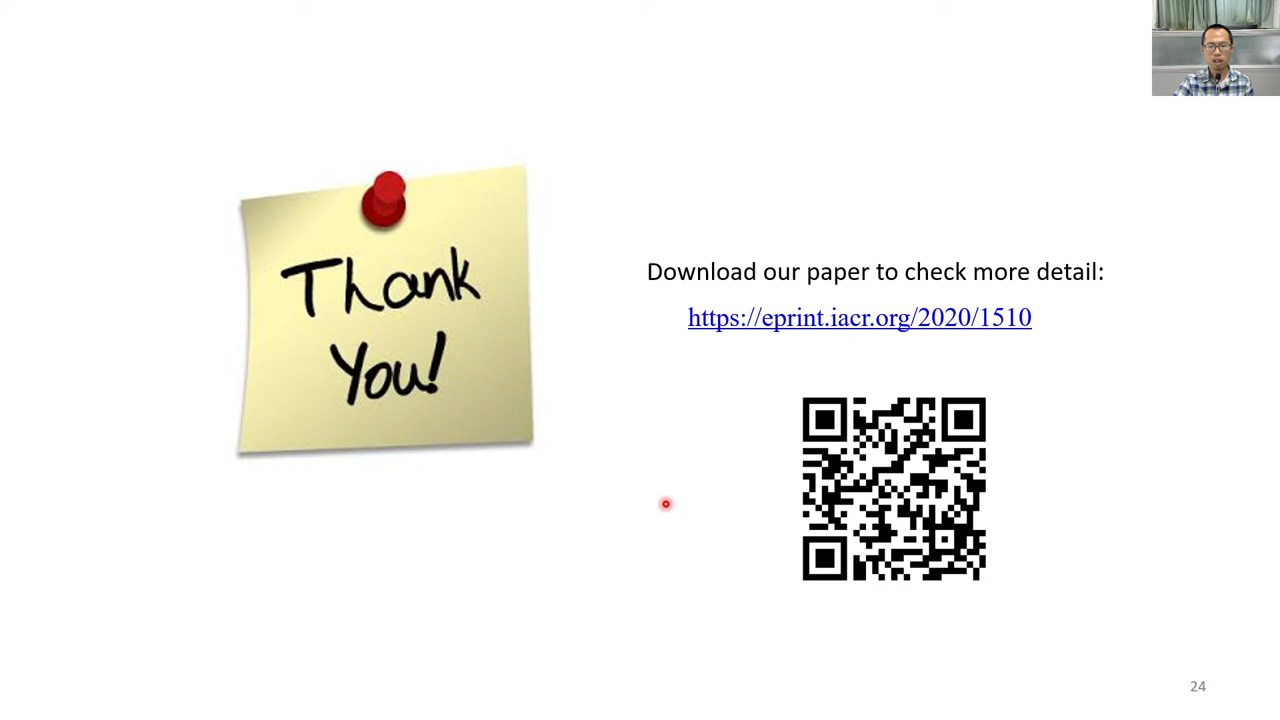 Thank
You!
Download our paper to check more detail:
https://eprint.iacr.org/2020/1510
24